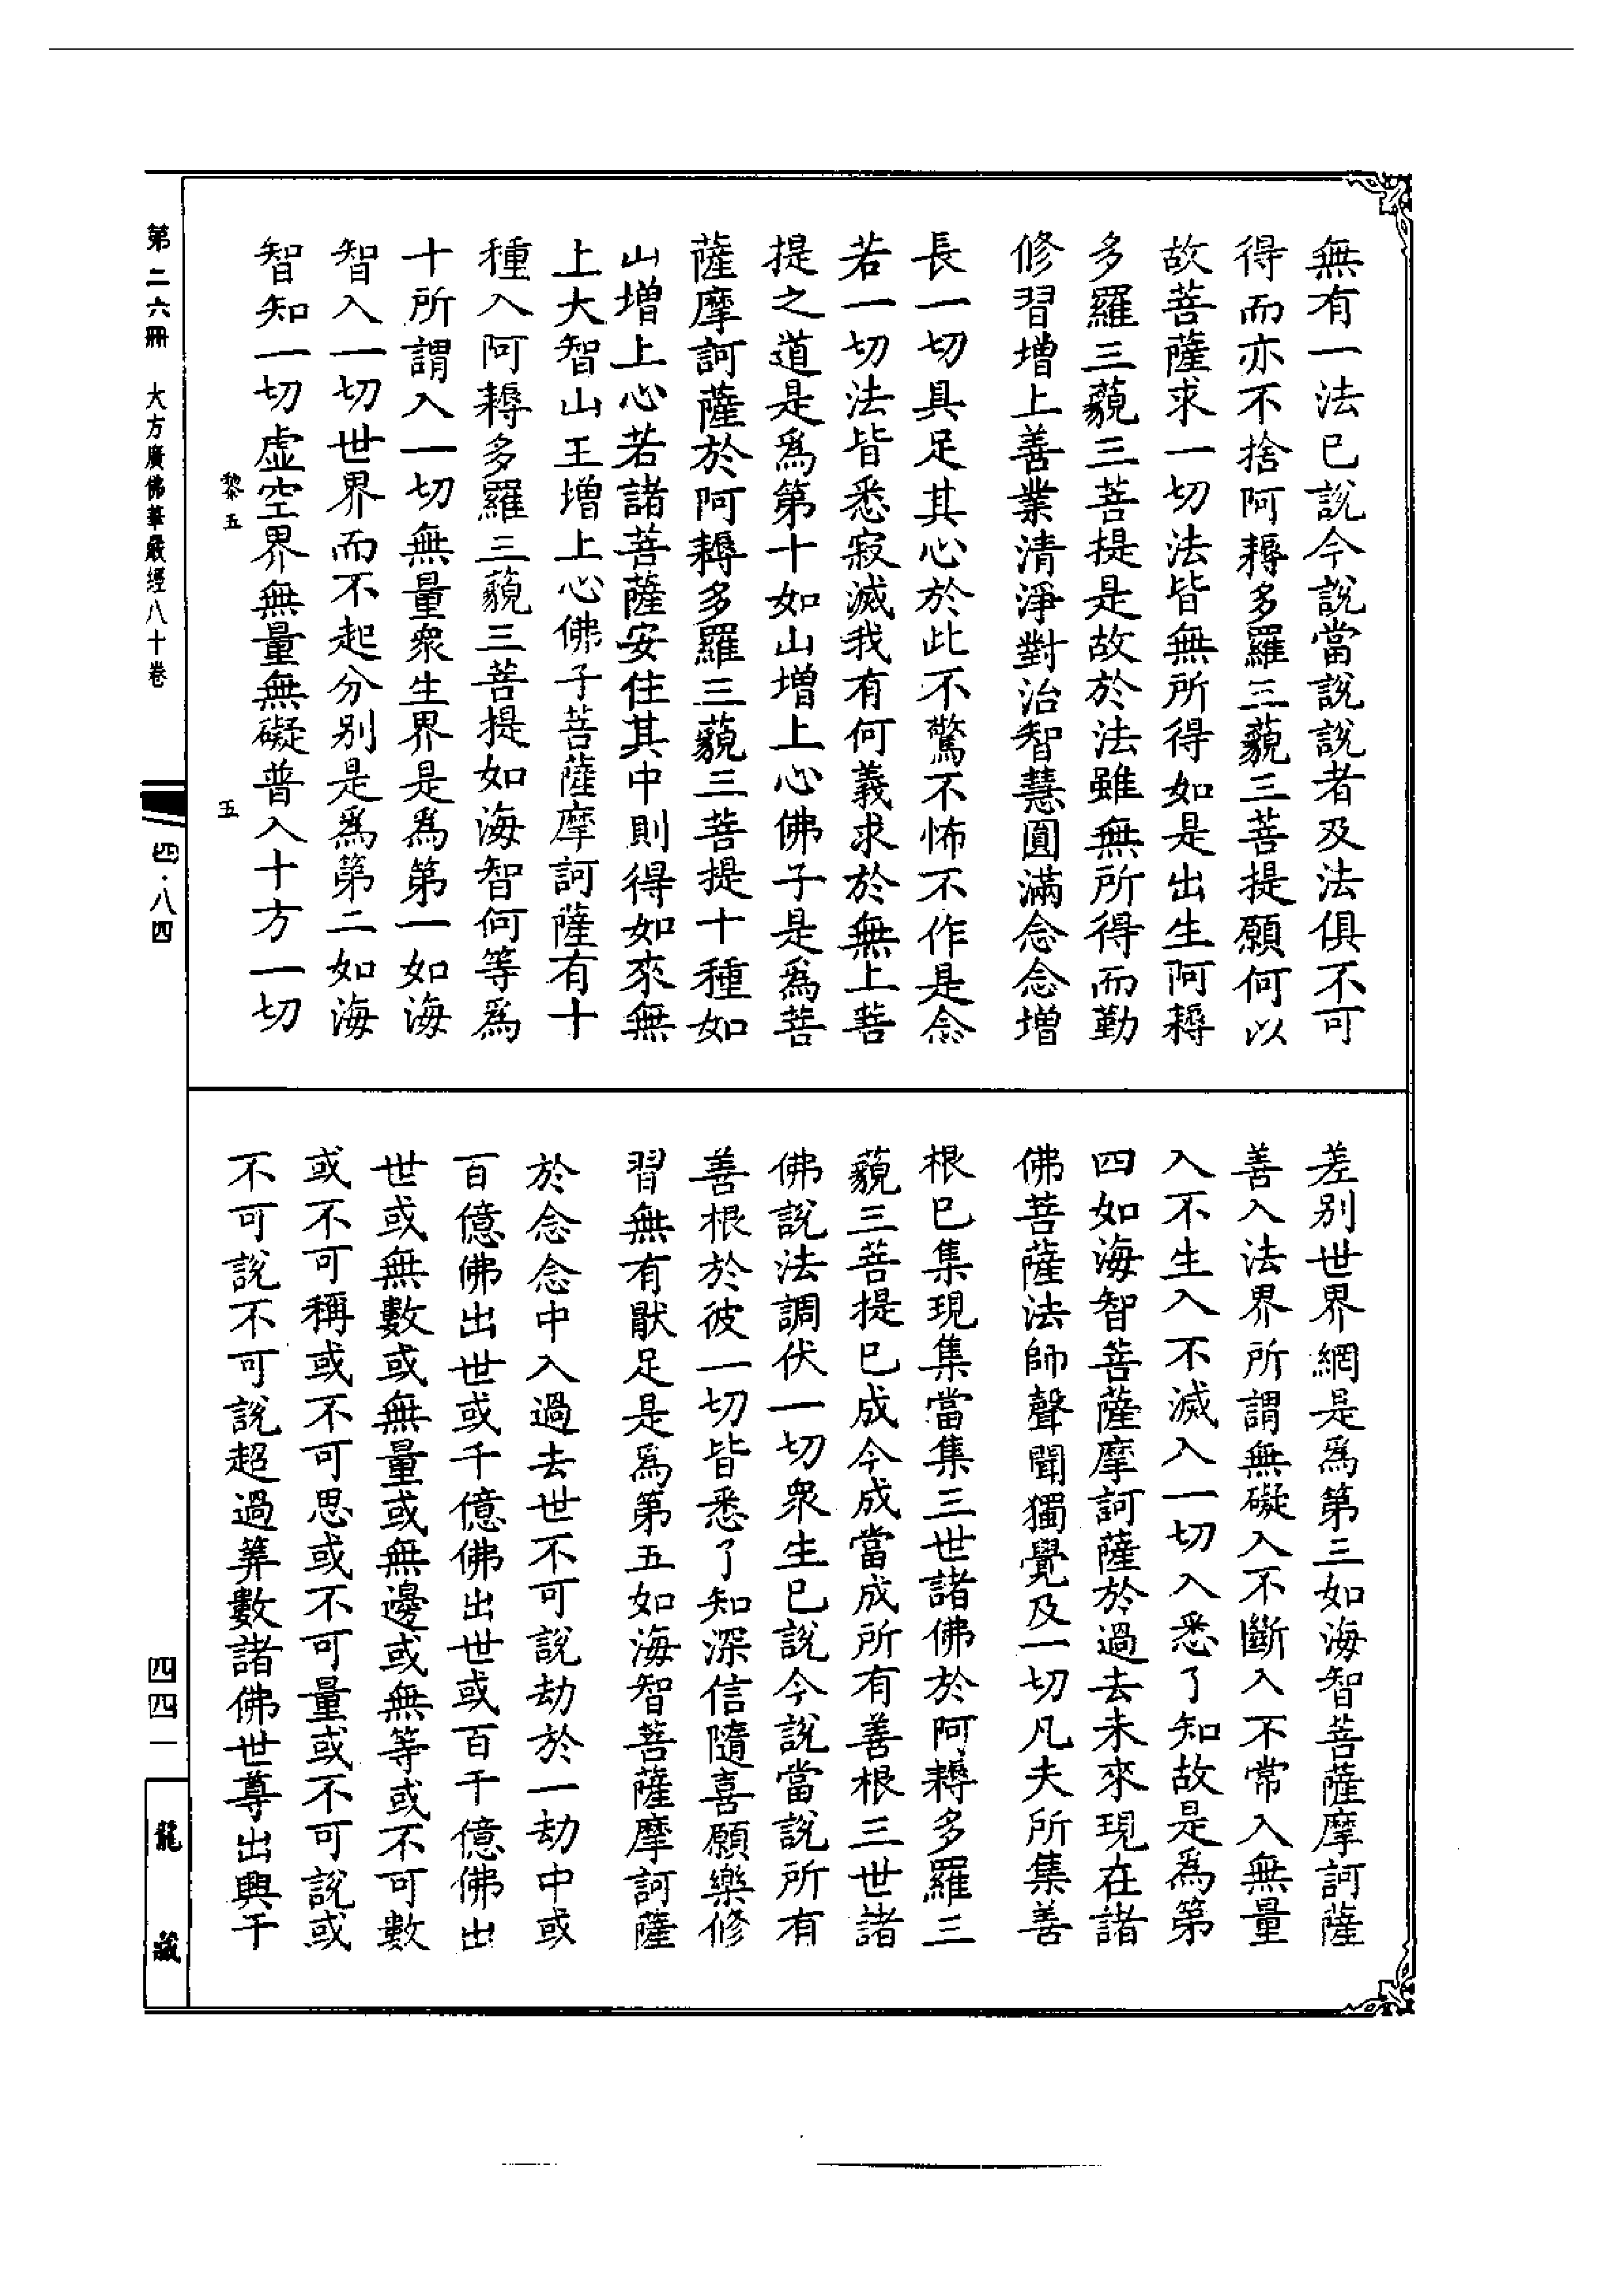 無有一法已說今說當說說者及法俱不可
得而亦不捨阿耨多羅三藐三菩提願何以
故菩薩求一切法皆無所得如是出生阿耨
多羅三藐三菩提是故於法雖無所得而勤
修習增上善業清淨對治智慧圓滿念念增
長一切具足其心於此不驚不怖不作是念
若一切法皆悉寂滅我有何義求於無上菩
提之道是爲第十如山增上心佛子是爲菩
薩摩訶薩於阿耨多羅三藐三菩提十種如
山增上心若諸菩薩安住其中則得如來無
上大智山王增上心佛子菩薩摩訶薩有十
種入阿耨多羅三藐三菩提如海智何等爲
十所謂入一切無量衆生界是爲第一如海
智入一切世界而不起分別是爲第二如海
智知一切虛空界無量無礙普入十方一切
黎五
五
差別世界網是爲第三如海智菩薩摩訶薩
善入法界所謂無礙入不斷入不常入無量
入不生入不滅入一切入悉了知故是爲第
四如海智菩薩摩訶薩於過去未來現在諸
佛菩薩法師聲聞獨覺及一切凡夫所集善
根已集現集當集三世諸佛於阿耨多羅三
藐三菩提已成今成當成所有善根三世諸
佛說法調伏一切衆生已說今說當說所有
善根於彼一切皆悉了知深信隨喜願樂修
習無有厭足是爲第五如海智菩薩摩訶薩
於念念中入過去世不可說劫於一劫中或
百億佛出世或千億佛出世或百千億佛出
世或無數或無量或無邊或無等或不可數
或不可稱或不可思或不可量或不可說或
不可說不可說超過筭數諸佛世尊出興于
第二六冊 大方廣佛華嚴經八十卷
四·八四
四四一
龍藏